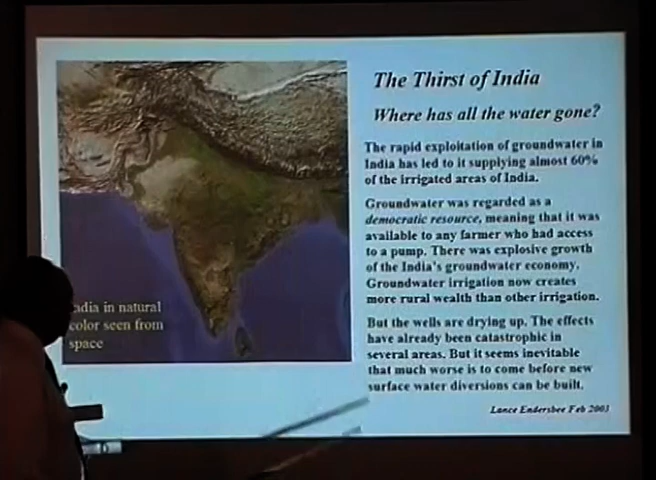 The Thirst of India
Where has all the water gone?
The rapid exploitation of groundwater in
India has led to it supplying almost 60%
of the irrigated areas of India.
Groundwater was regarded as a
democratic resource, meaning that it was
available to any farmer who had access
to a pump. There was explosive growth
of the India's groundwater economy.
Groundwater irrigation now creates
more rural wealth than other irrigation.
But the wells are drying up. The effects
have already been catastrophic in
several areas. But it seems inevitable
that much worse is to come before new
surface water diversions can be built.
Lance Endersbee Feb 2003
ndia in natural
color seen from
space